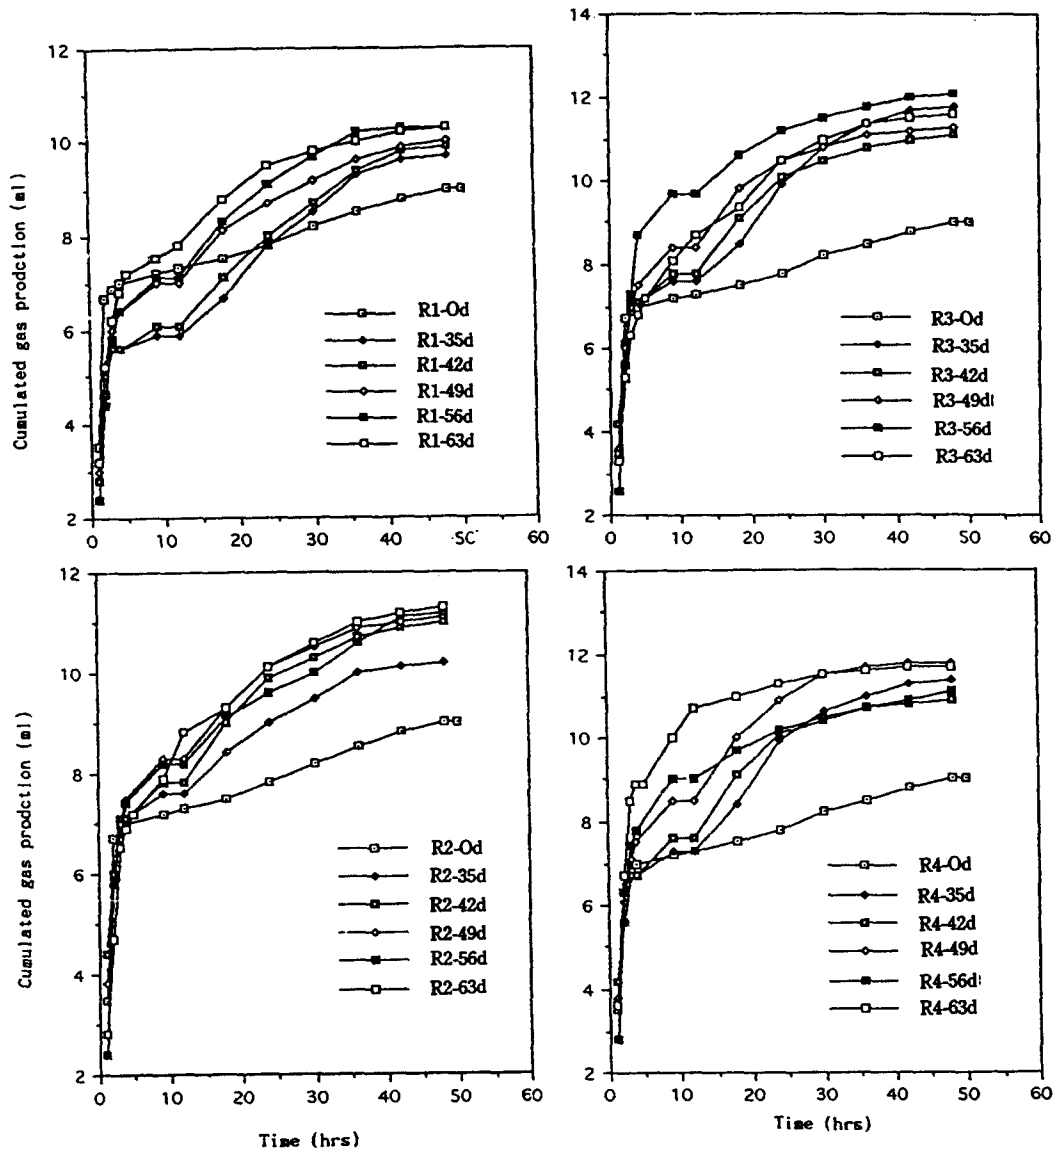 12
10
8
6
4
2
Cumulated gas prodction (ml)
R1-Od
R1-35d
R1-42d
R1-49d
R1-56d
R1-63d
0 10 20 30 40 SC 60
14
12
10
8
6
4
2
R3-Od
R3-35d
R3-42d
R3-49d
R3-56d
R3-63d
0 10 20 30 40 50 60
12
10
8
6
4
2
Cumulated gas prodction (ml)
R2-Od
R2-35d
R2-42d
R2-49d
R2-56d
R2-63d
0 10 20 30 40 50 60
Time (hrs)
14
12
10
8
6
4
2
R4-Od
R4-35d
R4-42d
R4-49d
R4-56d
R4-63d
0 10 20 30 40 50 60
Time (hrs)